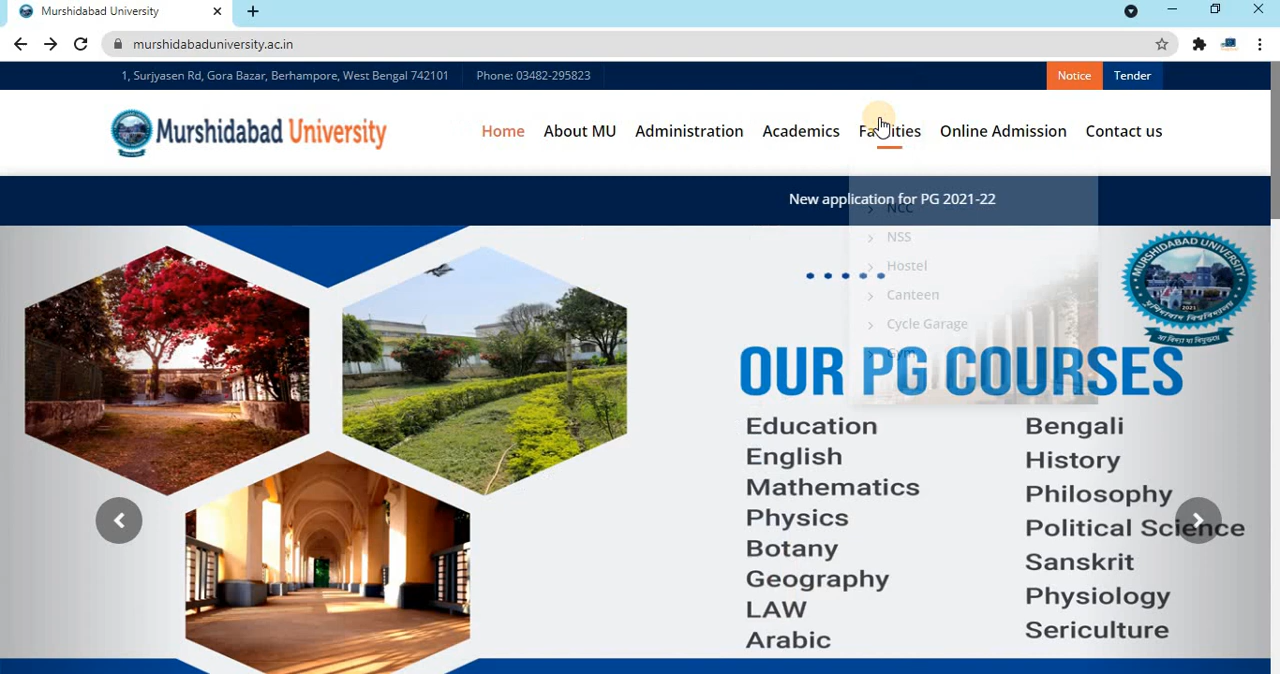 Murshidabad University
murshidabaduniversity.ac.in
1, Surjyasen Rd, Gora Bazar, Berhampore, West Bengal 742101 Phone: 03482-295823 Notice Tender
Murshidabad University
Home About MU Administration Academics Facilities Online Admission Contact us
New application for PG 2021-22
NCC
NSS
Hostel
Canteen
Cycle Garage
Gym
MURSHIDABAD UNIVERSITY
2021
OUR PG COURSES
Education
English
Mathematics
Physics
Botany
Geography
LAW
Arabic
Bengali
History
Philosophy
Political Science
Sanskrit
Physiology
Sericulture